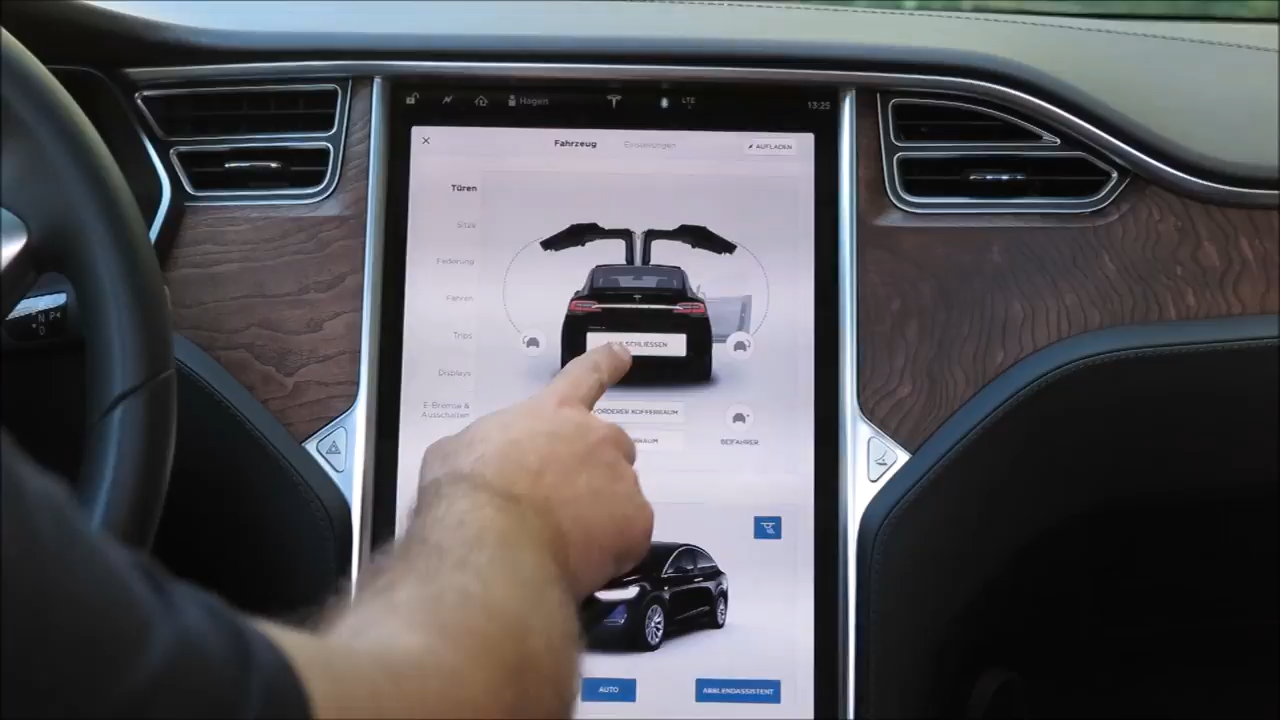 Hagen
LTE
13:25
Fahrzeug
Einstellungen
AUFLADEN
Türen
Sitze
Federung
Fahren
Trips
Displays
E-Bremse &
Ausschalten
SCHLIESSEN
VORDERER KOFFERRAUM
BEIFAHRER
AUTO
ABBLENDASSISTENT
N P
D